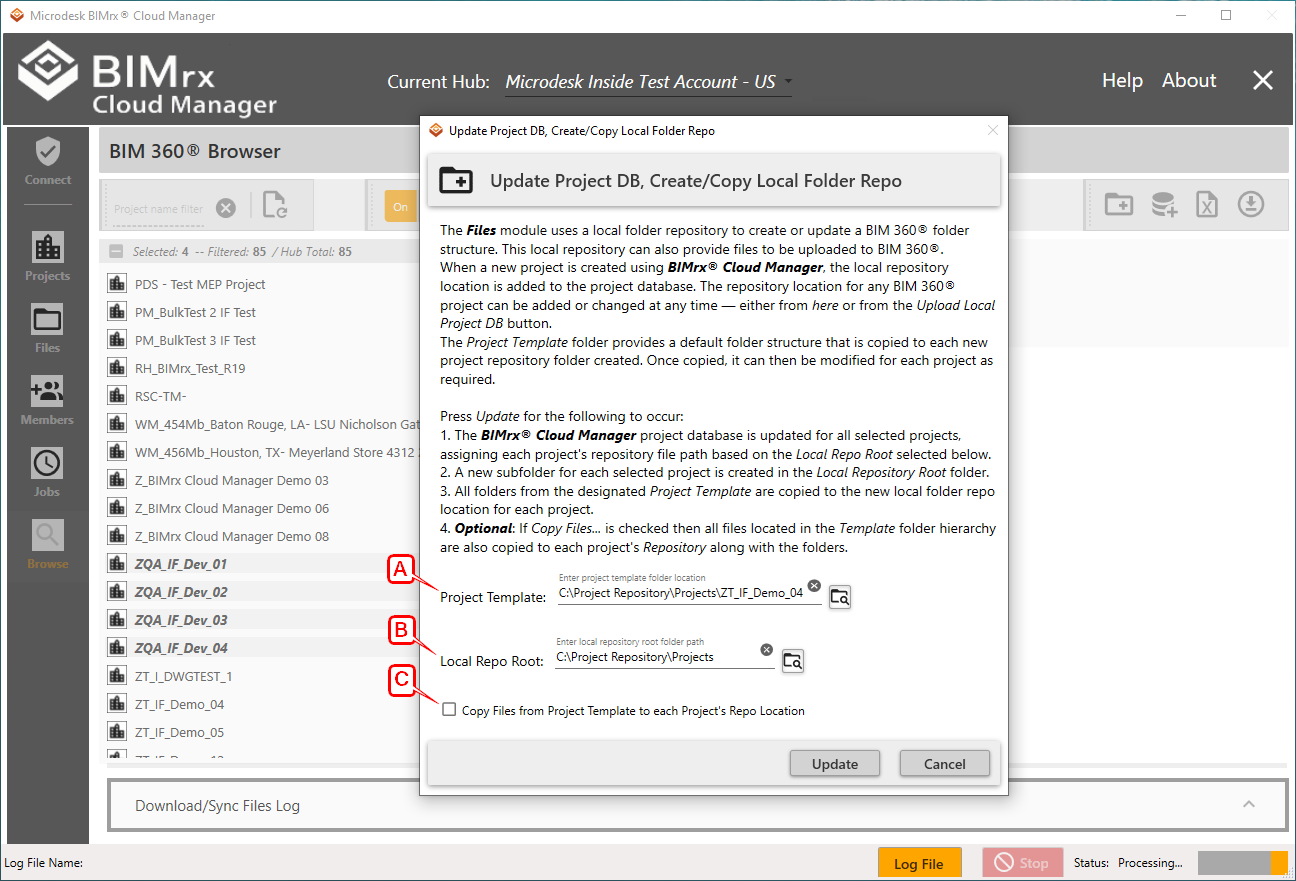 Microdesk BIMrx® Cloud Manager
BIMrx
Cloud Manager
Current Hub: Microdesk Inside Test Account - US
Help About
Connect
Projects
Files
Members
Jobs
Browse
BIM 360® Browser
Project name filter
On
Selected: 4 -- Filtered: 85 / Hub Total: 85
PDS - Test MEP Project
PM_BulkTest 2 IF Test
PM_BulkTest 3 IF Test
RH_BIMrx_Test_R19
RSC-TM-
WM_454Mb_Baton Rouge, LA- LSU Nicholson Gat
WM_456Mb_Houston, TX- Meyerland Store 4312
Z_BIMrx Cloud Manager Demo 03
Z_BIMrx Cloud Manager Demo 06
Z_BIMrx Cloud Manager Demo 08
ZQA_IF_Dev_01
ZQA_IF_Dev_02
ZQA_IF_Dev_03
ZQA_IF_Dev_04
ZT_I_DWGTEST_1
ZT_IF_Demo_04
ZT_IF_Demo_05
Update Project DB, Create/Copy Local Folder Repo
Update Project DB, Create/Copy Local Folder Repo
The Files module uses a local folder repository to create or update a BIM 360® folder
structure. This local repository can also provide files to be uploaded to BIM 360®.
When a new project is created using BIMrx® Cloud Manager, the local repository
location is added to the project database. The repository location for any BIM 360®
project can be added or changed at any time — either from here or from the Upload Local
Project DB button.
The Project Template folder provides a default folder structure that is copied to each new
project repository folder created. Once copied, it can then be modified for each project as
required.
Press Update for the following to occur:
1. The BIMrx® Cloud Manager project database is updated for all selected projects,
assigning each project's repository file path based on the Local Repo Root selected below.
2. A new subfolder for each selected project is created in the Local Repository Root folder.
3. All folders from the designated Project Template are copied to the new local folder repo
location for each project.
4. Optional: If Copy Files... is checked then all files located in the Template folder hierarchy
are also copied to each project's Repository along with the folders.
A
Enter project template folder location
Project Template: C:\Project Repository\Projects\ZT_IF_Demo_04
B
Enter local repository root folder path
Local Repo Root: C:\Project Repository\Projects
C
Copy Files from Project Template to each Project's Repo Location
Update Cancel
Download/Sync Files Log
Log File Name:
Log File
Stop
Status: Processing...